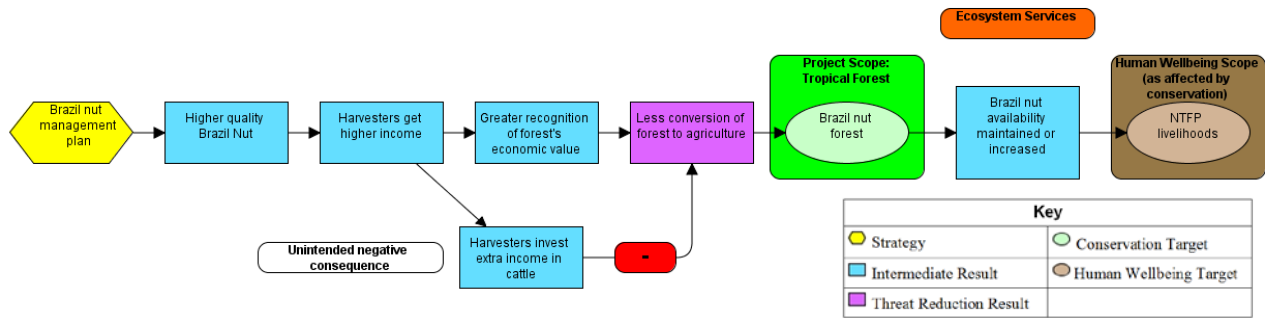 Ecosystem Services
Brazil nut
management
plan
Higher quality
Brazil Nut
Harvesters get
higher income
Greater recognition
of forest's
economic value
Less conversion of
forest to agriculture
Project Scope:
Tropical Forest
Brazil nut
forest
Brazil nut
availability
maintained or
increased
Human Wellbeing Scope
(as affected by
conservation)
NTFP
livelihoods
Unintended negative
consequence
Harvesters invest
extra income in
cattle
-
Key
Strategy
Conservation Target
Intermediate Result
Human Wellbeing Target
Threat Reduction Result